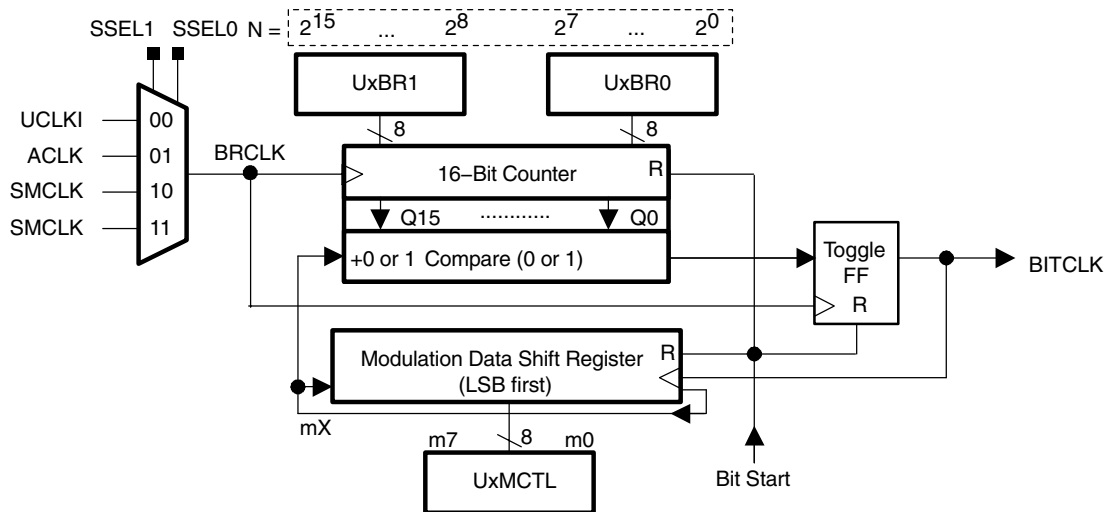 SSEL1 SSEL0 N = 2^15 ... 2^8 2^7 ... 2^0
UxBR1 UxBR0
8 8
UCLKI 00
ACLK 01
SMCLK 10
SMCLK 11
BRCLK
16–Bit Counter R
Q15 ............ Q0
+0 or 1 Compare (0 or 1)
Toggle
FF
R
BITCLK
Modulation Data Shift Register R
(LSB first)
mX
m7 8 m0
UxMCTL
Bit Start